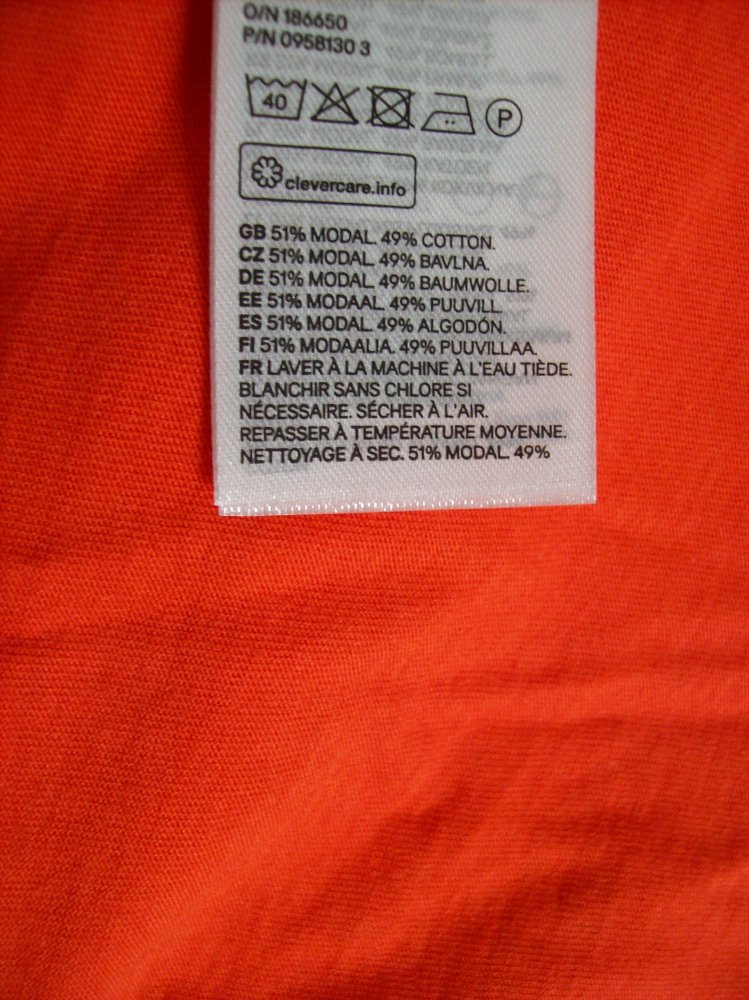 O/N 186650
P/N 0958130 3
40 P
clevercare.info
GB 51% MODAL. 49% COTTON.
CZ 51% MODAL. 49% BAVLNA.
DE 51% MODAL. 49% BAUMWOLLE.
EE 51% MODAAL. 49% PUUVILL.
ES 51% MODAL. 49% ALGODÓN.
FI 51% MODAALIA. 49% PUUVILLAA.
FR LAVER À LA MACHINE À L'EAU TIÈDE.
BLANCHIR SANS CHLORE SI
NÉCESSAIRE. SÉCHER À L'AIR.
REPASSER À TEMPÉRATURE MOYENNE.
NETTOYAGE À SEC. 51% MODAL. 49%